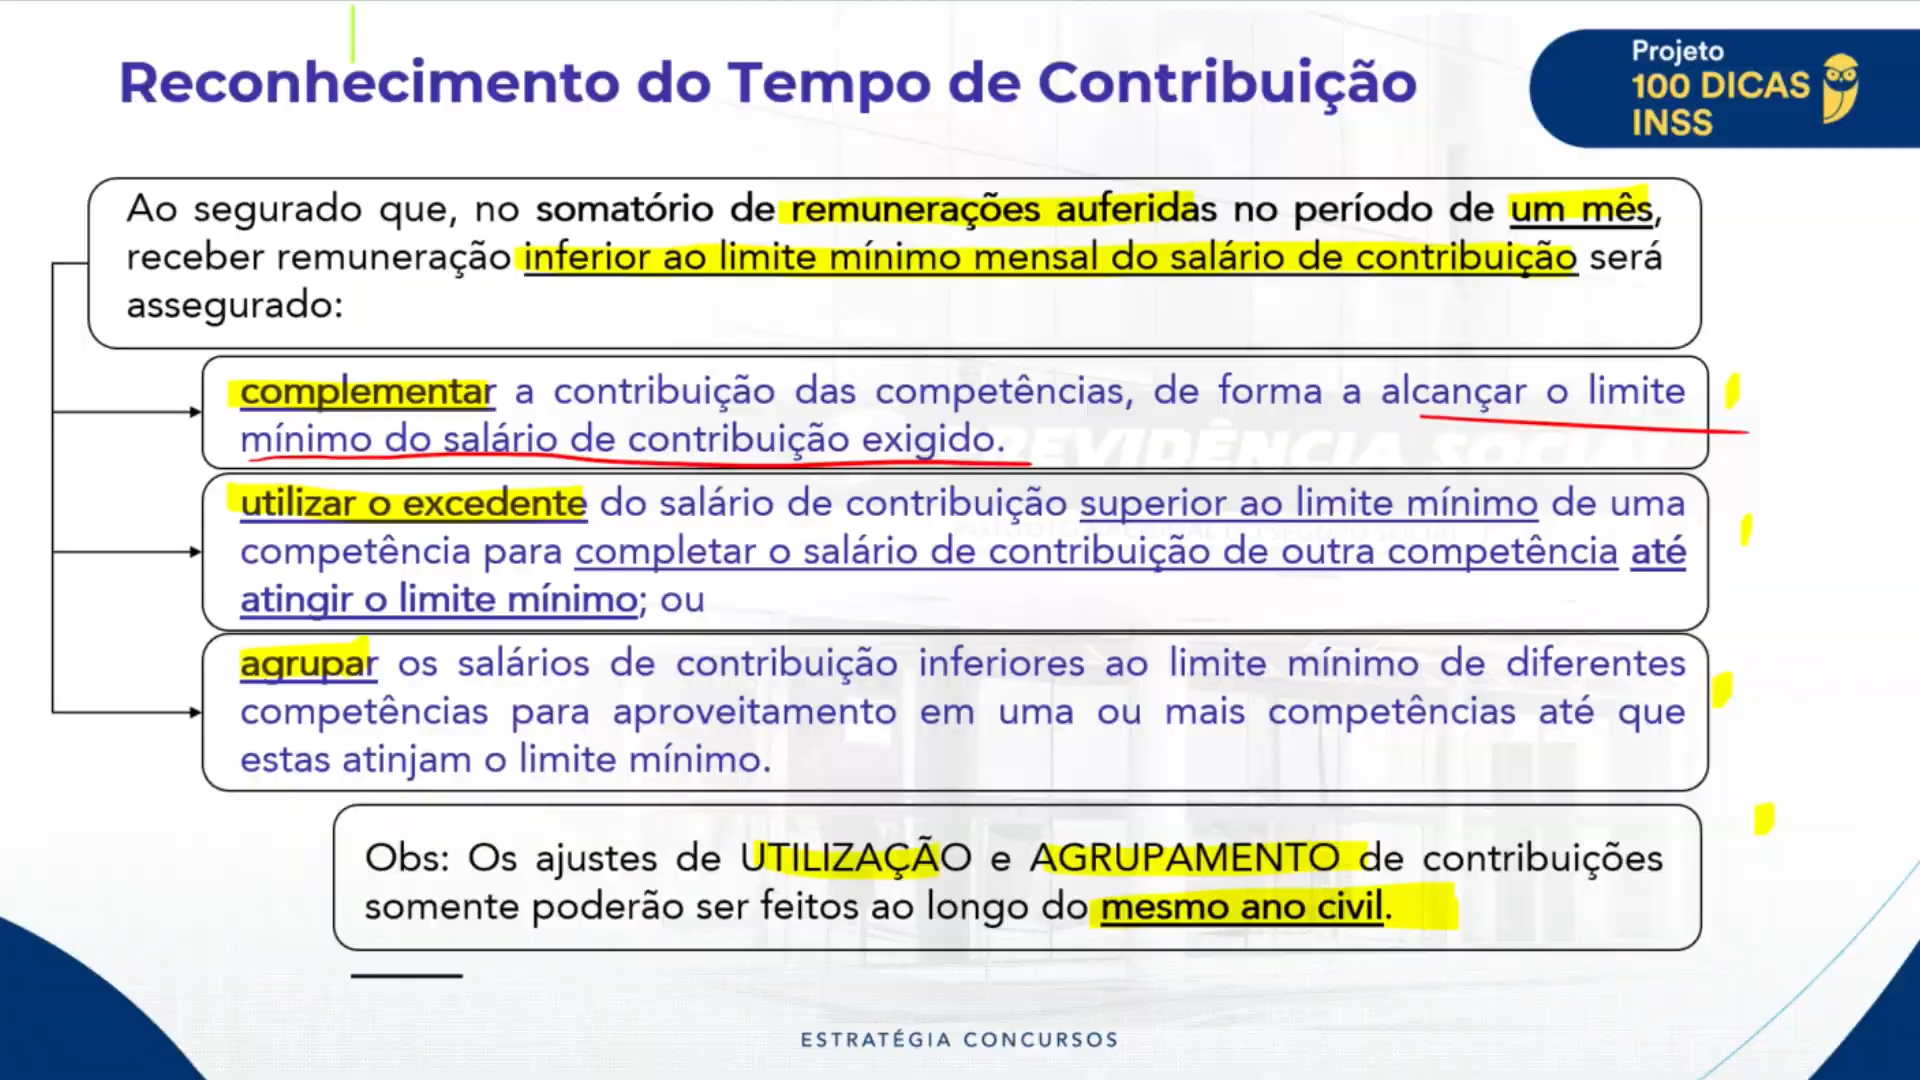 Reconhecimento do Tempo de Contribuição
Projeto
100 DICAS
INSS
Ao segurado que, no somatório de remunerações auferidas no período de um mês,
receber remuneração inferior ao limite mínimo mensal do salário de contribuição será
assegurado:
complementar a contribuição das competências, de forma a alcançar o limite
mínimo do salário de contribuição exigido.
utilizar o excedente do salário de contribuição superior ao limite mínimo de uma
competência para completar o salário de contribuição de outra competência até
atingir o limite mínimo; ou
agrupar os salários de contribuição inferiores ao limite mínimo de diferentes
competências para aproveitamento em uma ou mais competências até que
estas atinjam o limite mínimo.
Obs: Os ajustes de UTILIZAÇÃO e AGRUPAMENTO de contribuições
somente poderão ser feitos ao longo do mesmo ano civil.
ESTRATÉGIA CONCURSOS